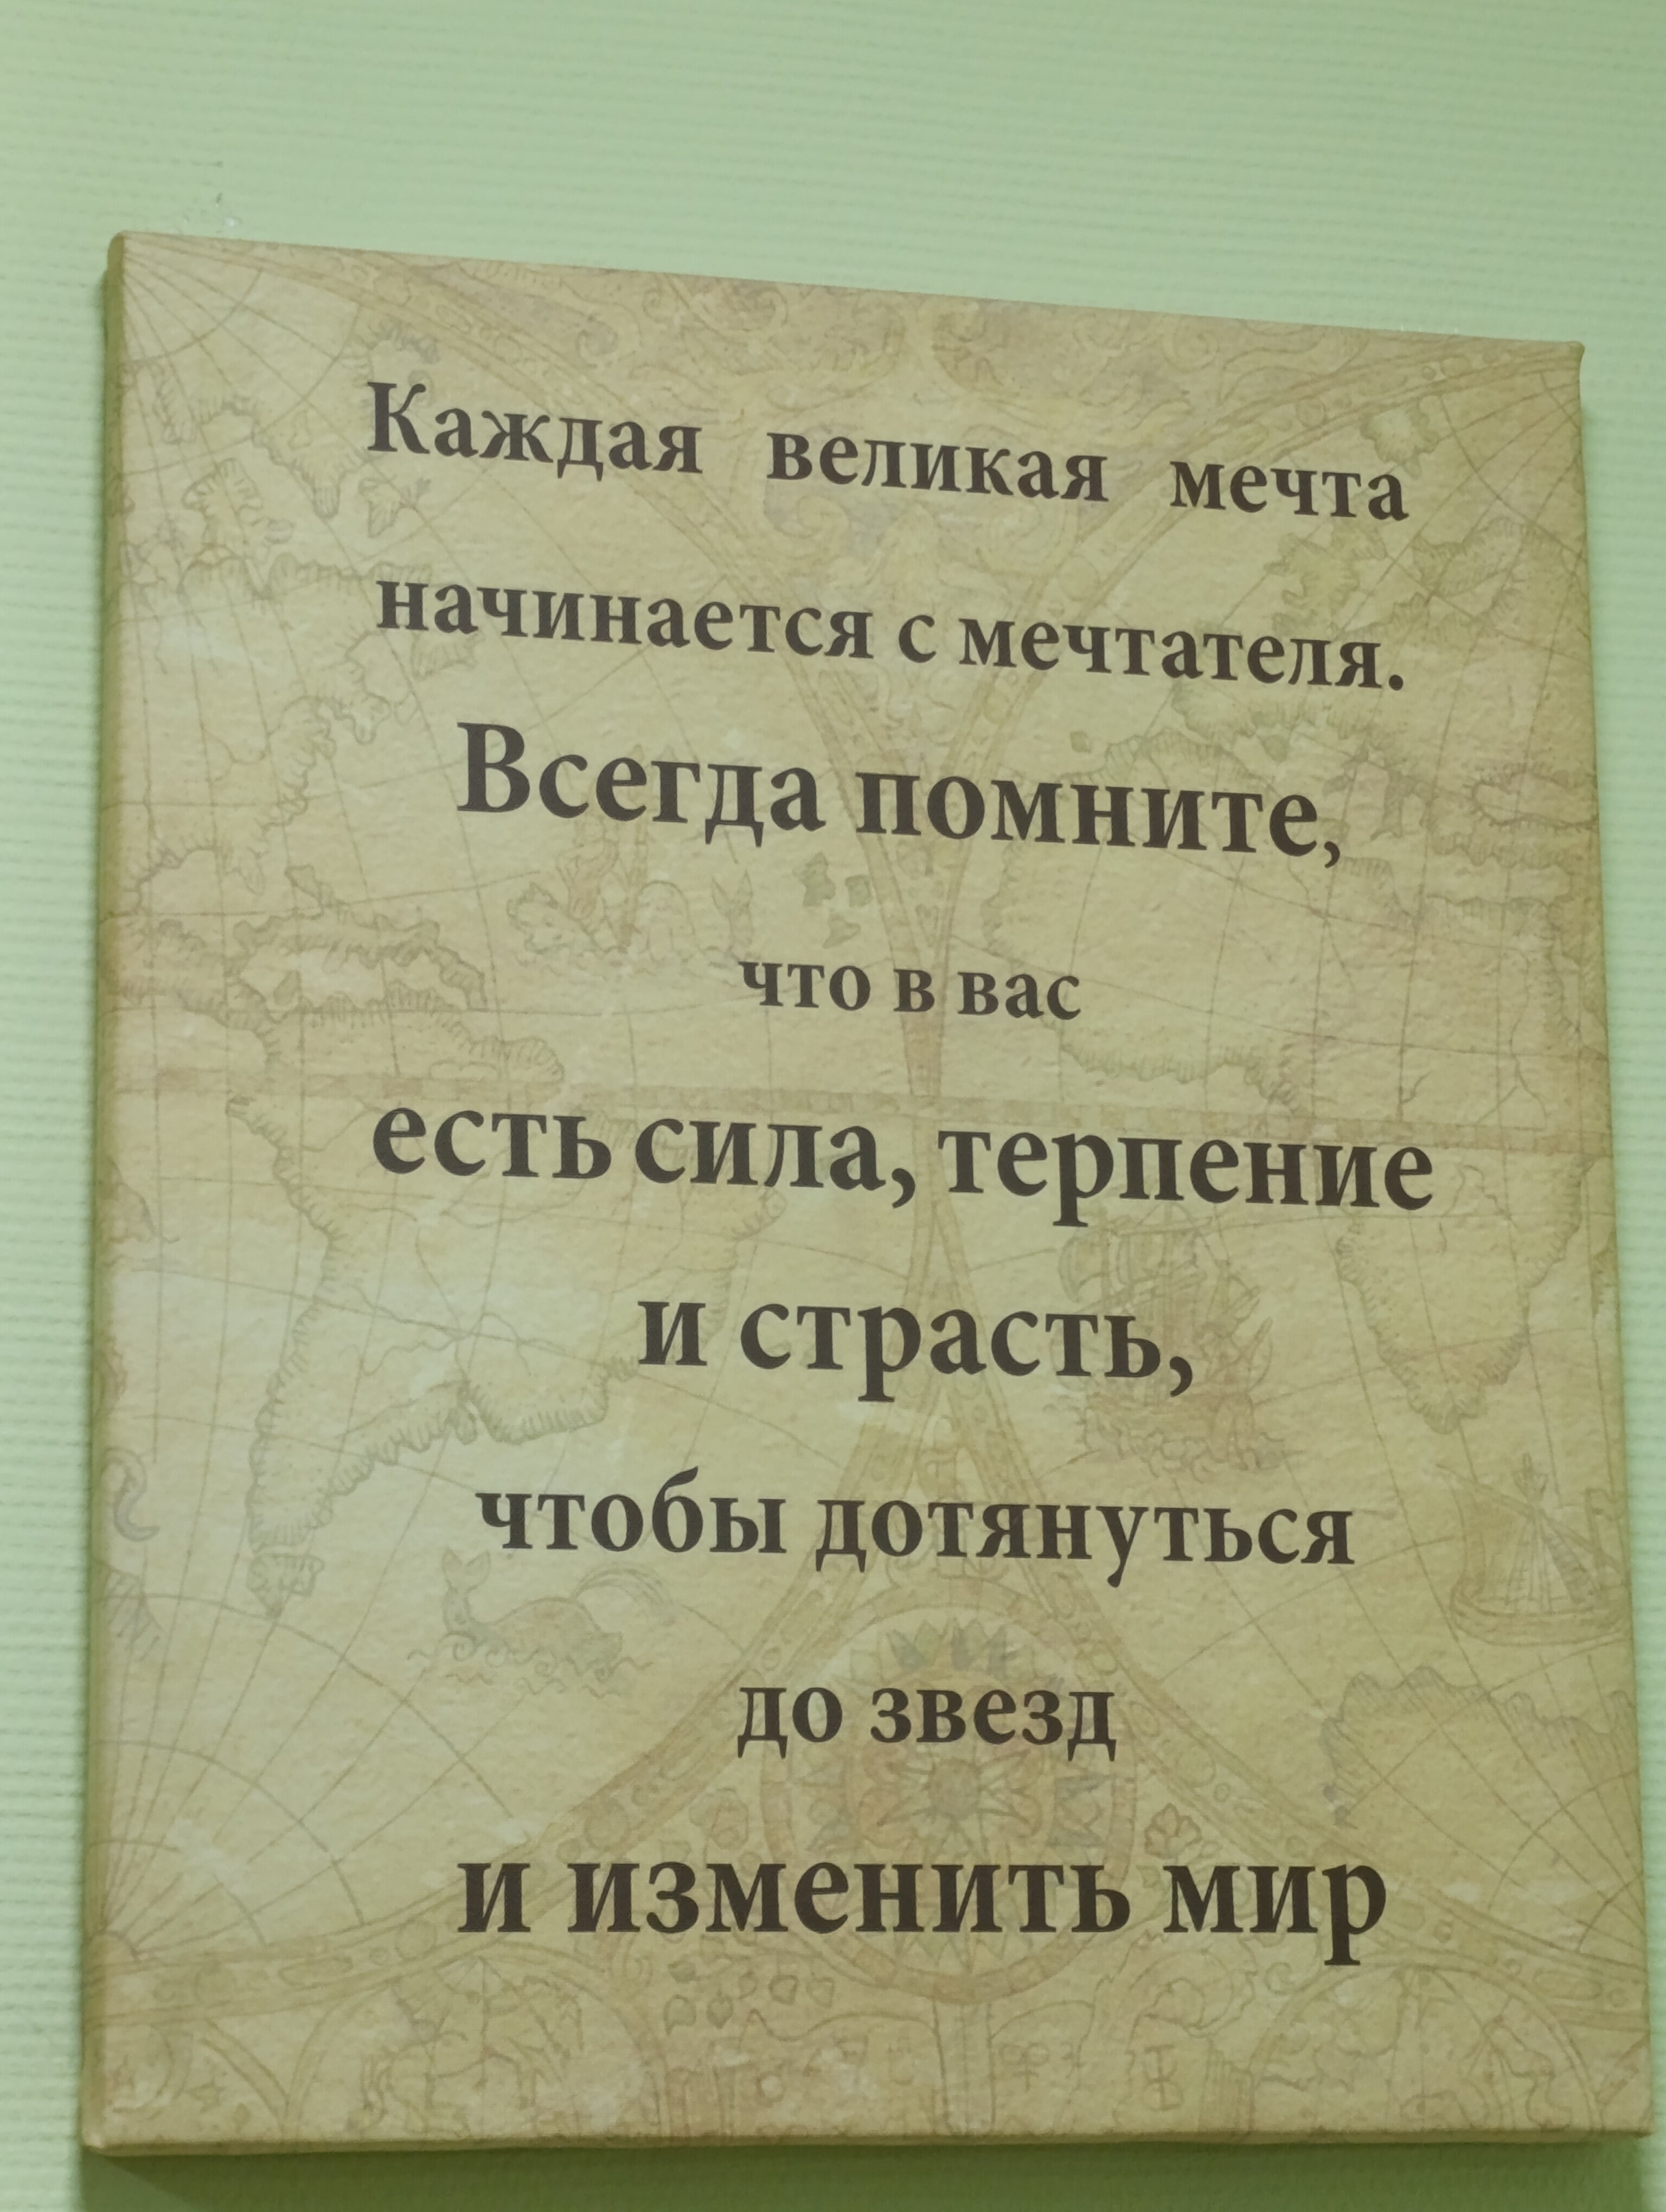 Каждая великая мечта
начинается с мечтателя.
Всегда помните,
что в вас
есть сила, терпение
и страсть,
чтобы дотянуться
до звезд
и изменить мир